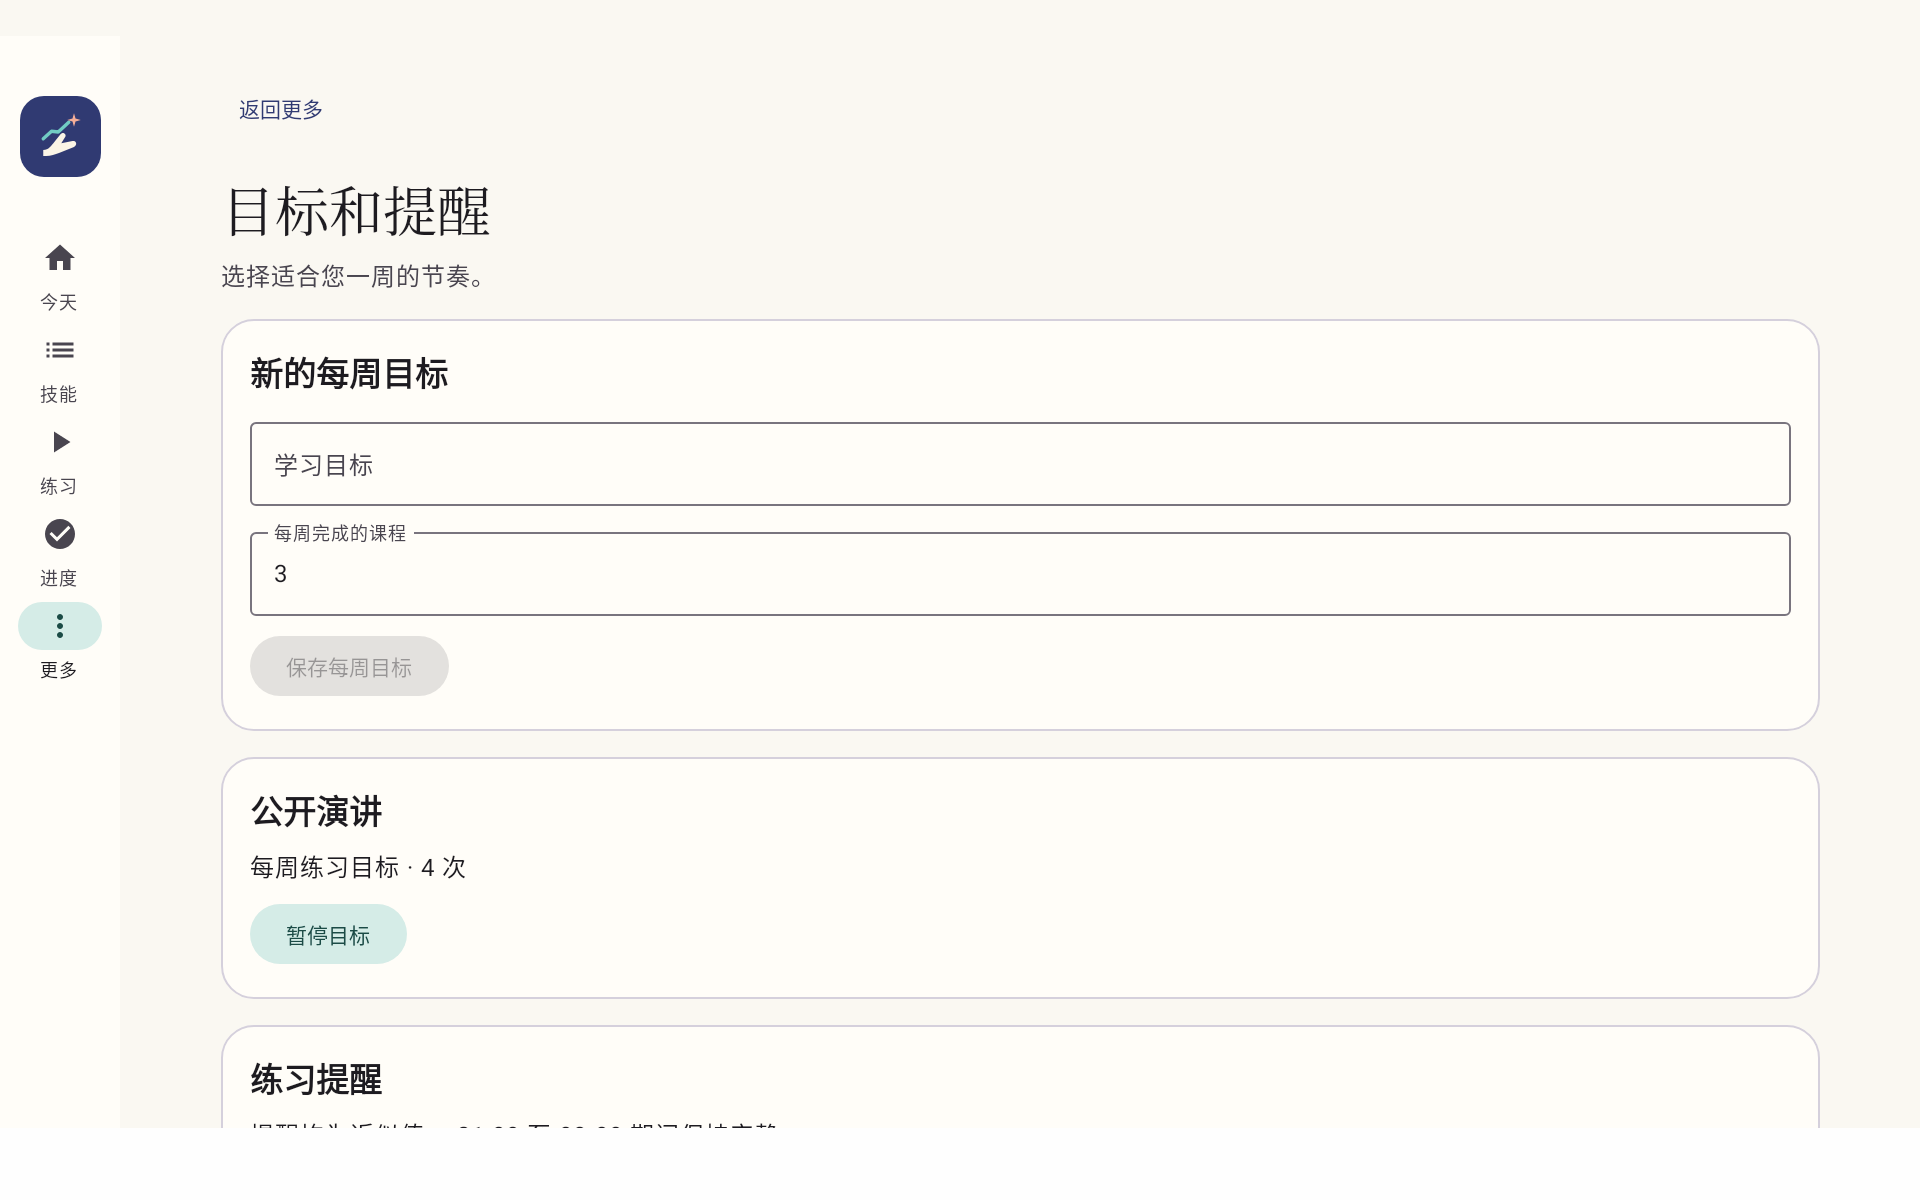 返回更多
目标和提醒
选择适合您一周的节奏。
今天
技能
练习
进度
更多
新的每周目标
学习目标
每周完成的课程
3
保存每周目标
公开演讲
每周练习目标 · 4 次
暂停目标
练习提醒